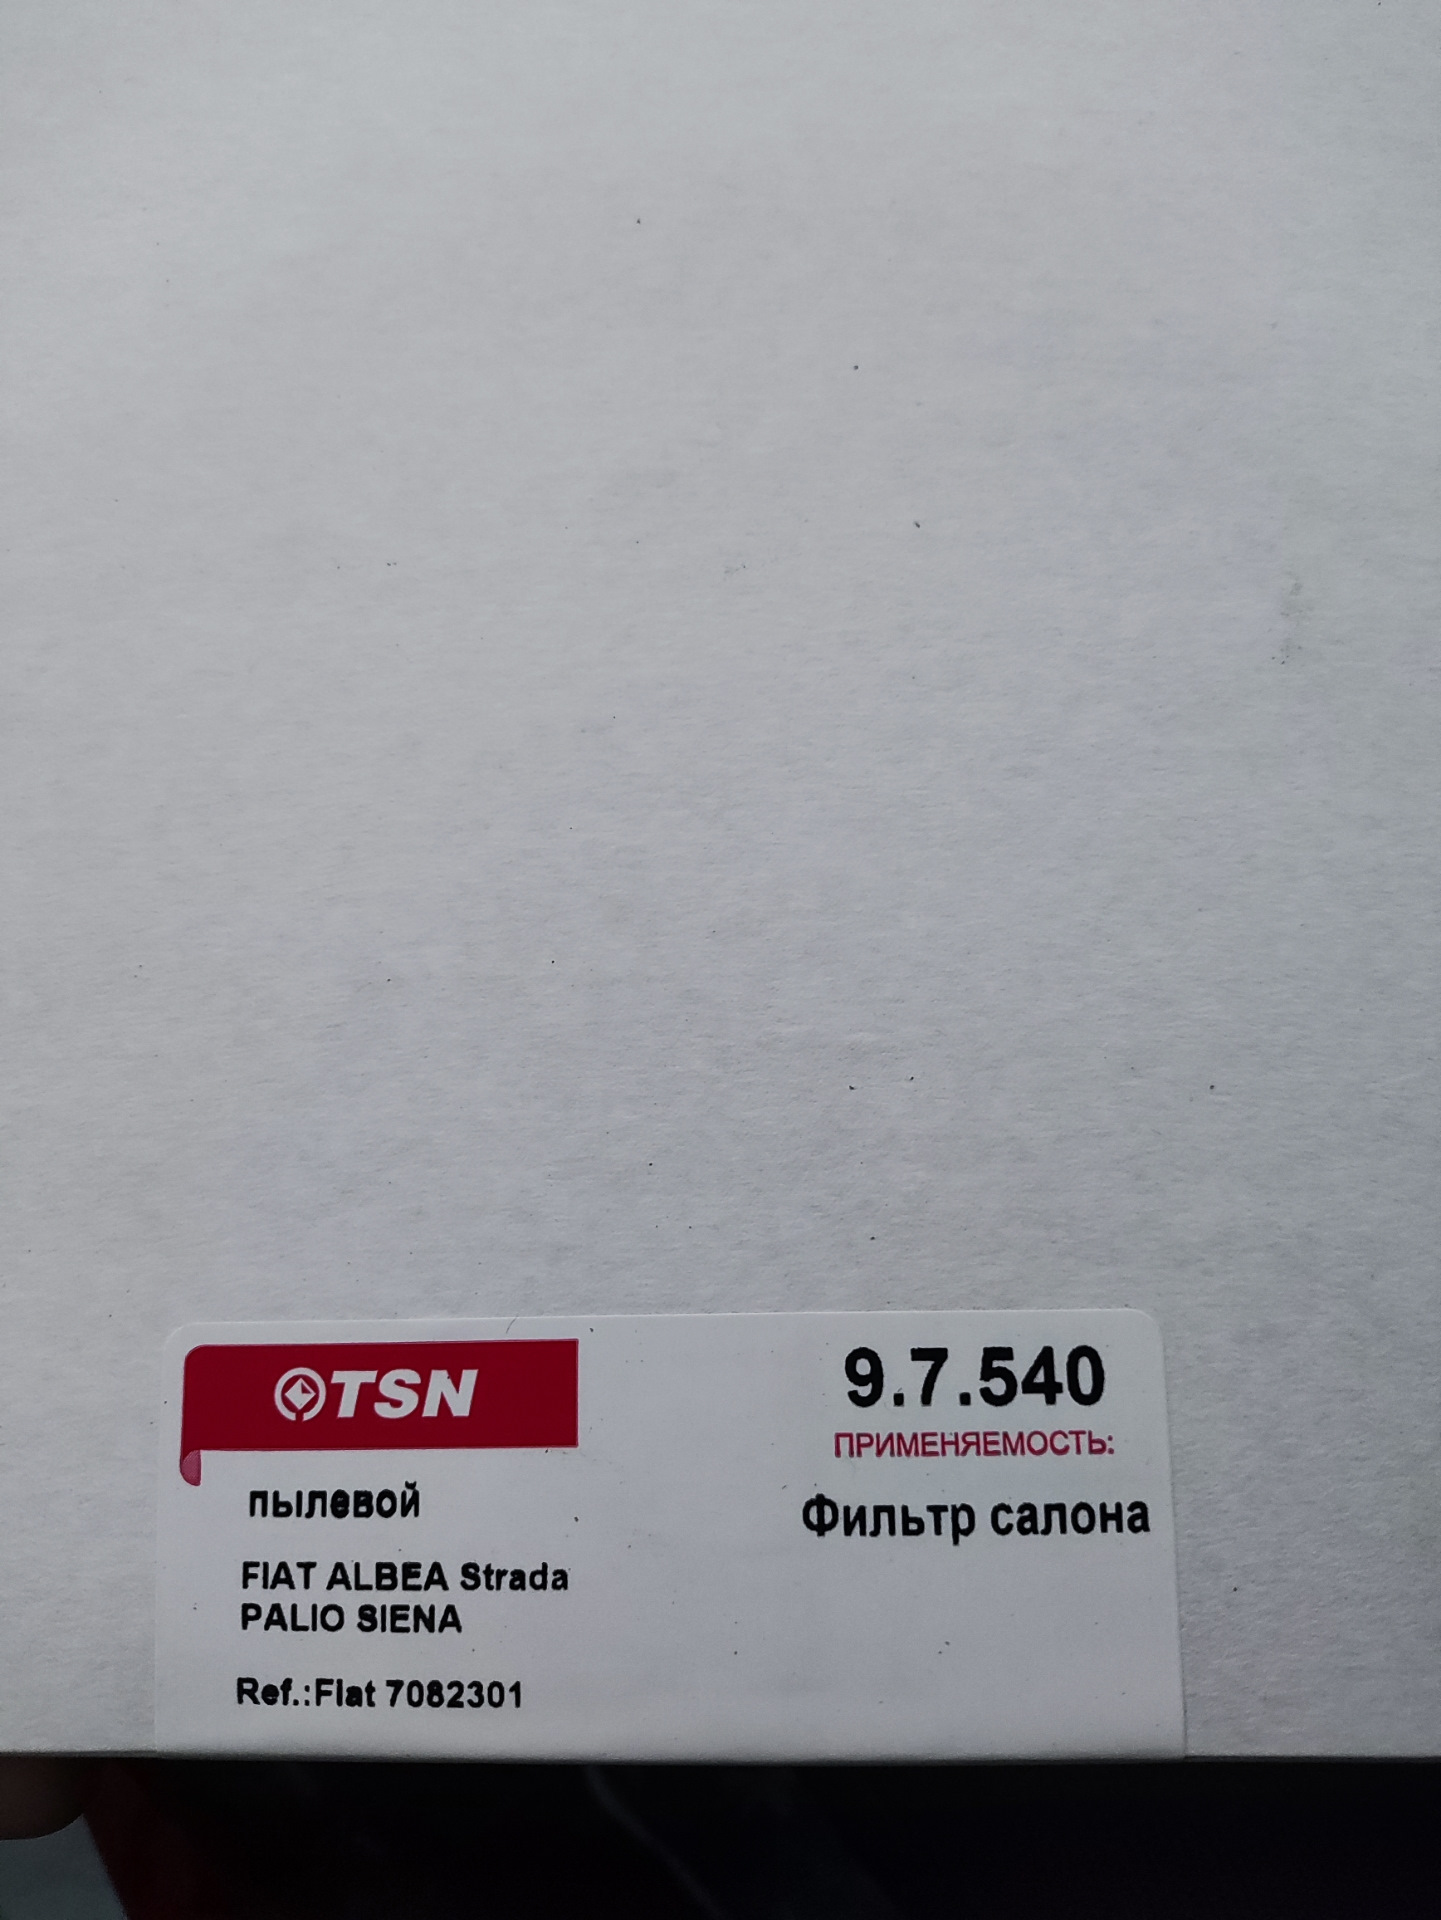 TSN
9.7.540
ПРИМЕНЯЕМОСТЬ:
пылевой
Фильтр салона
FIAT ALBEA Strada
PALIO SIENA
Ref.:Fiat 7082301